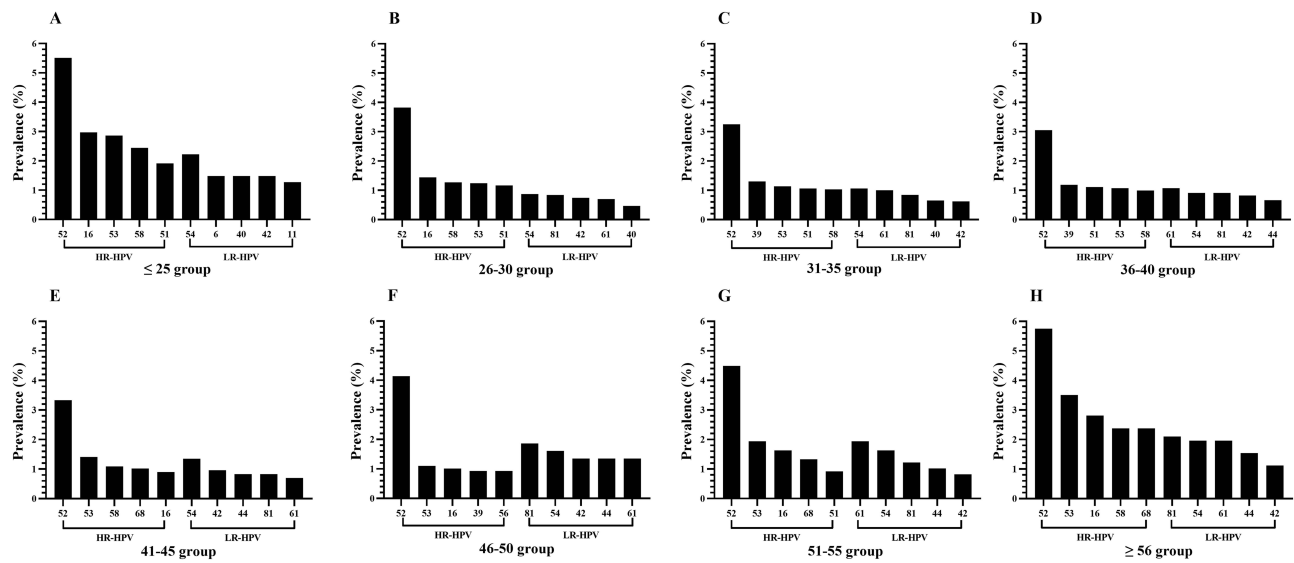 A
Prevalence (%)
6
5
4
3
2
1
0
52 16 53 58 51 54 6 40 42 11
HR-HPV LR-HPV
≤ 25 group
B
Prevalence (%)
6
5
4
3
2
1
0
52 16 58 53 51 54 81 42 61 40
HR-HPV LR-HPV
26-30 group
C
Prevalence (%)
6
5
4
3
2
1
0
52 39 53 51 58 54 61 81 40 42
HR-HPV LR-HPV
31-35 group
D
Prevalence (%)
6
5
4
3
2
1
0
52 39 51 53 58 61 54 81 42 44
HR-HPV LR-HPV
36-40 group
E
Prevalence (%)
6
5
4
3
2
1
0
52 53 58 68 16 54 42 44 81 61
HR-HPV LR-HPV
41-45 group
F
Prevalence (%)
6
5
4
3
2
1
0
52 53 16 39 56 81 54 42 44 61
HR-HPV LR-HPV
46-50 group
G
Prevalence (%)
6
5
4
3
2
1
0
52 53 16 68 51 61 54 81 44 42
HR-HPV LR-HPV
51-55 group
H
Prevalence (%)
6
5
4
3
2
1
0
52 53 16 58 68 81 54 61 44 42
HR-HPV LR-HPV
≥ 56 group